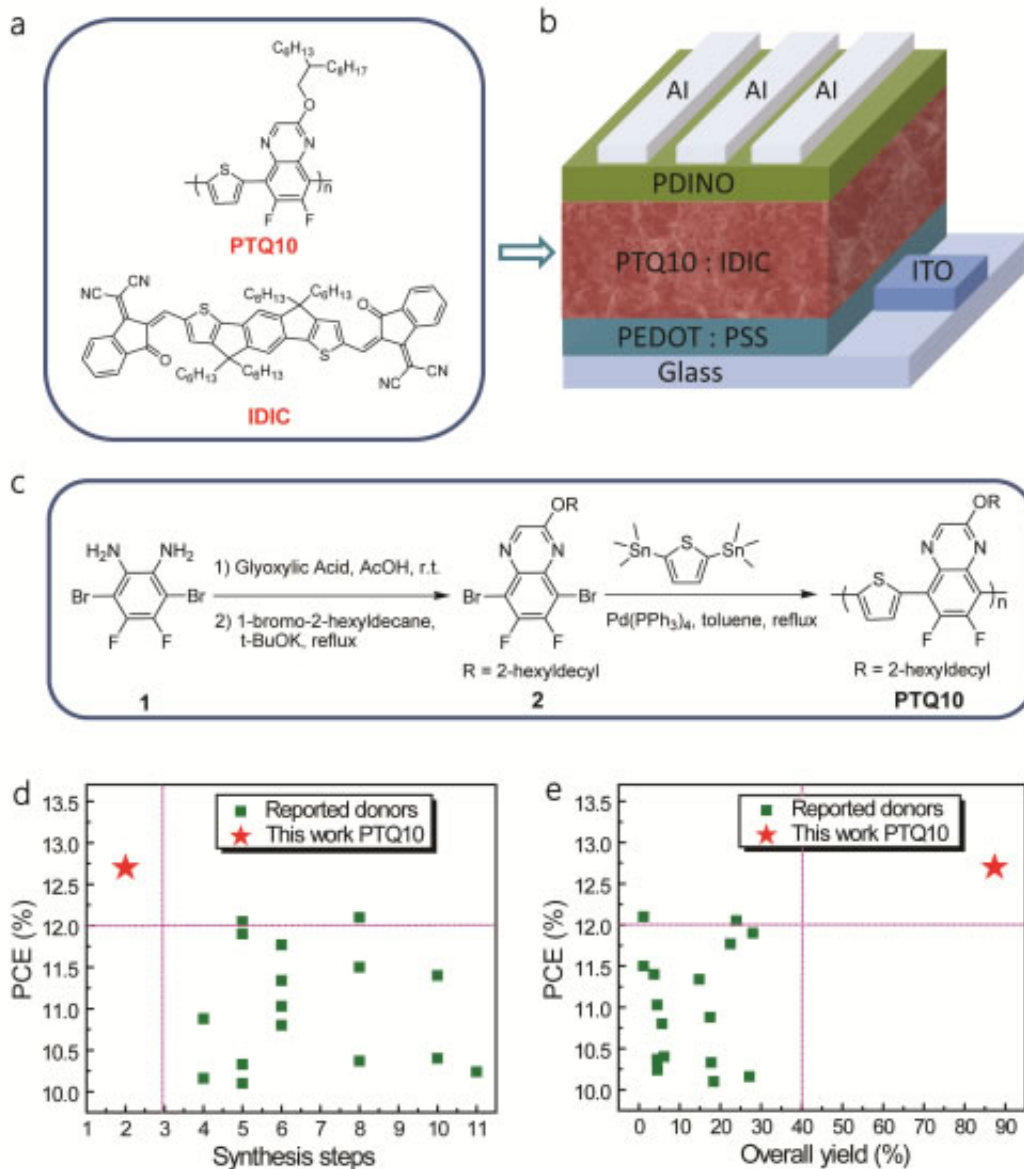 a
C₆H₁₃
C₈H₁₇
O
N N
S
n
F F
PTQ10
NC CN
C₆H₁₃ C₆H₁₃
S O
O S
C₆H₁₃ C₆H₁₃
NC CN
IDIC
b
Al Al Al
PDINO
PTQ10 : IDIC
ITO
PEDOT : PSS
Glass
c
H₂N NH₂
Br Br
F F
1
1) Glyoxylic Acid, AcOH, r.t.
2) 1-bromo-2-hexyldecane,
t-BuOK, reflux
OR
N N
Br Br
F F
R = 2-hexyldecyl
2
Sn S Sn
Pd(PPh₃)₄, toluene, reflux
OR
N N
S
n
F F
R = 2-hexyldecyl
PTQ10
d
Reported donors
This work PTQ10
PCE (%)
13.5
13.0
12.5
12.0
11.5
11.0
10.5
10.0
1 2 3 4 5 6 7 8 9 10 11
Synthesis steps
e
Reported donors
This work PTQ10
PCE (%)
13.5
13.0
12.5
12.0
11.5
11.0
10.5
10.0
0 10 20 30 40 50 60 70 80 90
Overall yield (%)